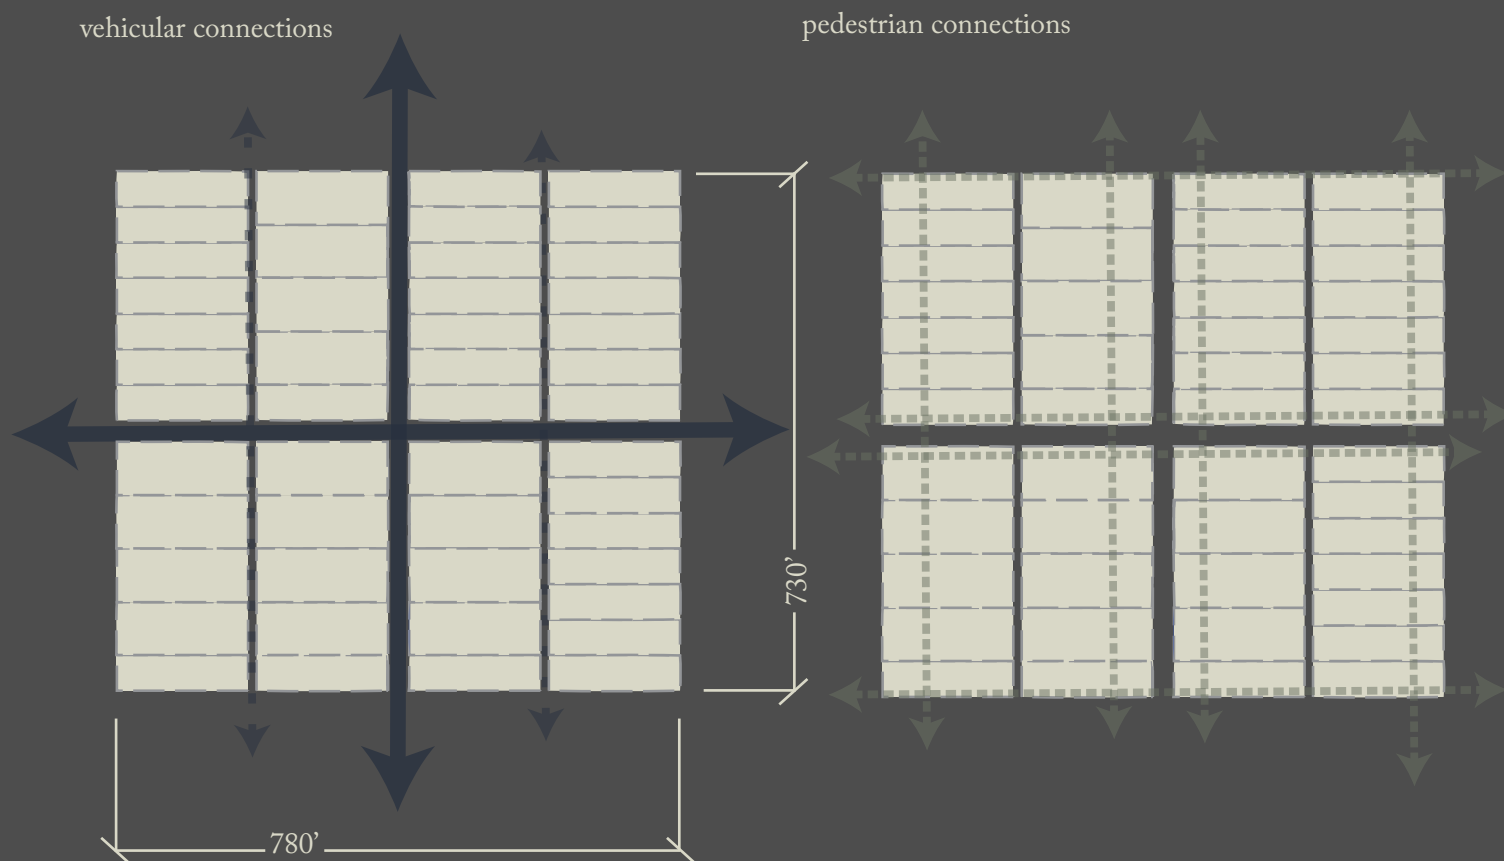 vehicular connections
pedestrian connections
730’
780’